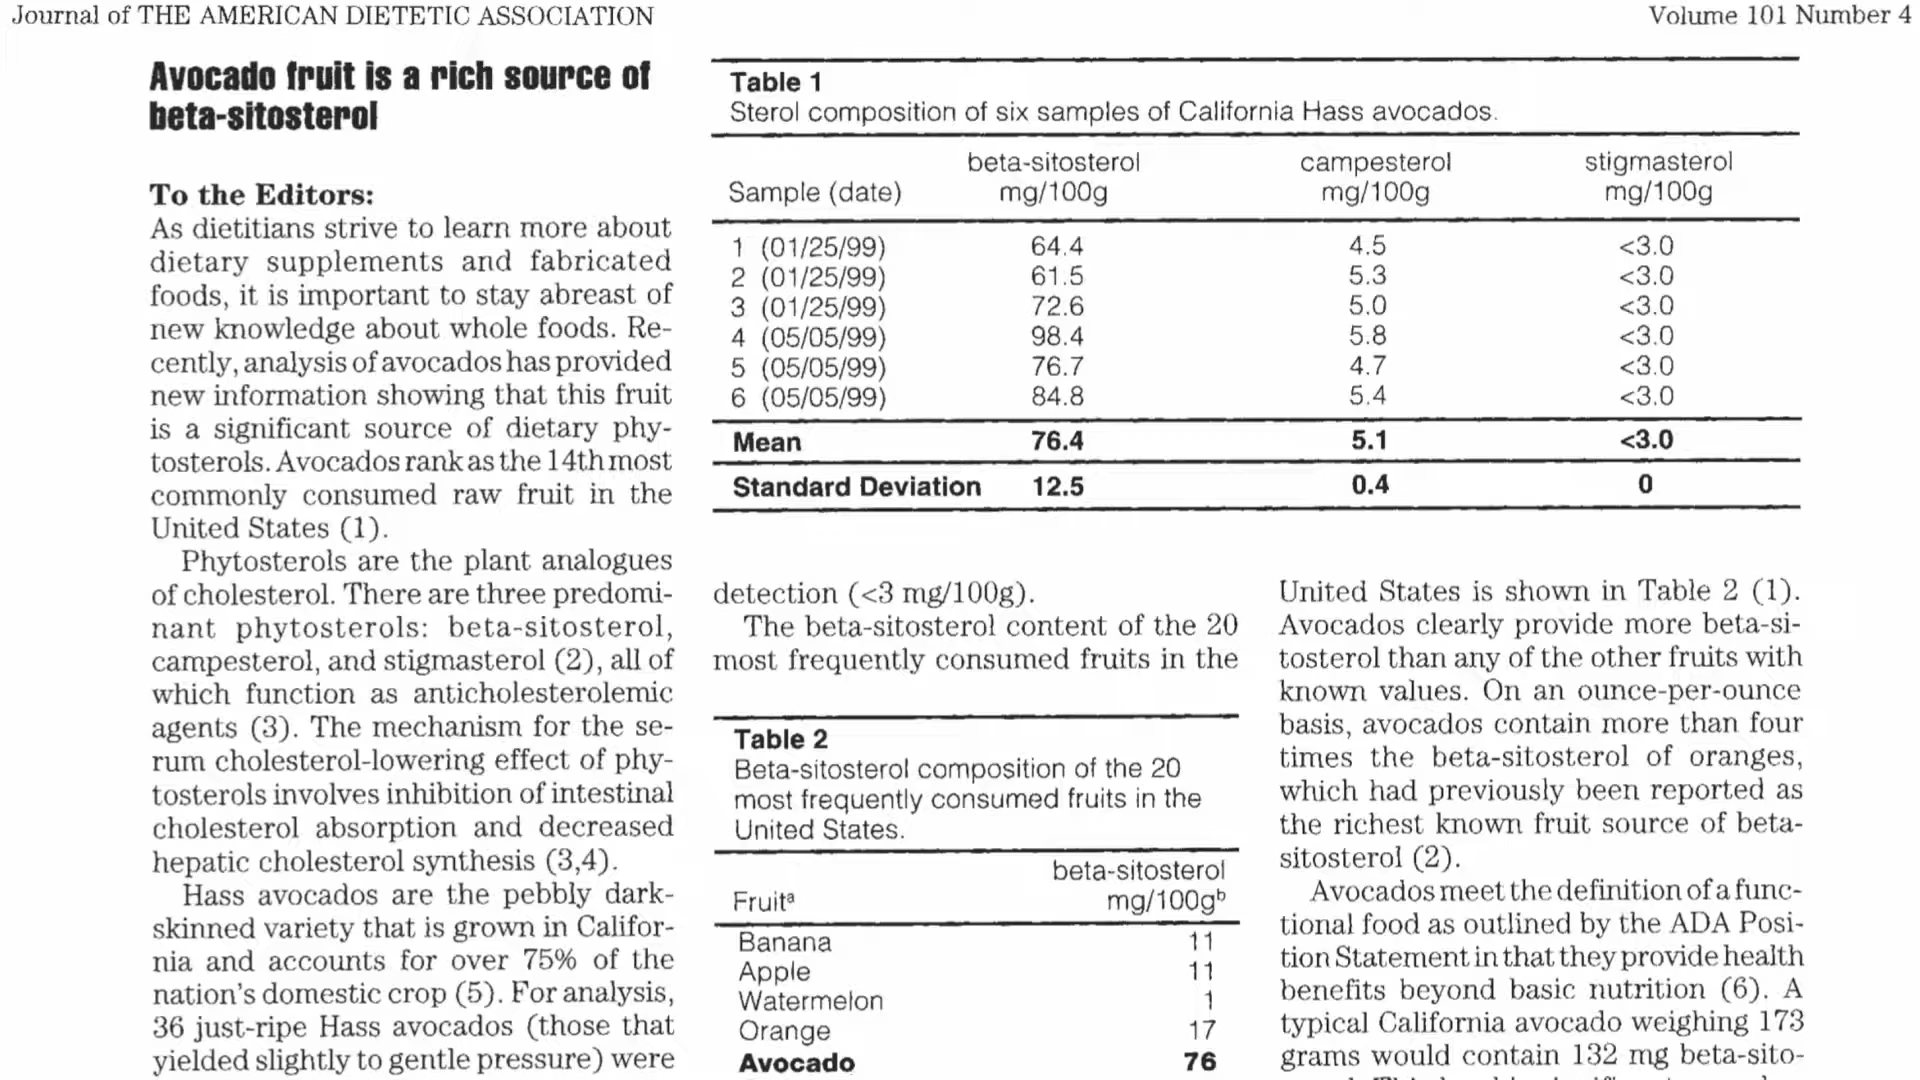 Journal of THE AMERICAN DIETETIC ASSOCIATION
Volume 101 Number 4
Avocado fruit is a rich source of
beta-sitosterol
To the Editors:
As dietitians strive to learn more about
dietary supplements and fabricated
foods, it is important to stay abreast of
new knowledge about whole foods. Re-
cently, analysis of avocados has provided
new information showing that this fruit
is a significant source of dietary phy-
tosterols. Avocados rank as the 14th most
commonly consumed raw fruit in the
United States (1).
Phytosterols are the plant analogues
of cholesterol. There are three predomi-
nant phytosterols: beta-sitosterol,
campesterol, and stigmasterol (2), all of
which function as anticholesterolemic
agents (3). The mechanism for the se-
rum cholesterol-lowering effect of phy-
tosterols involves inhibition of intestinal
cholesterol absorption and decreased
hepatic cholesterol synthesis (3,4).
Hass avocados are the pebbly dark-
skinned variety that is grown in Califor-
nia and accounts for over 75% of the
nation's domestic crop (5). For analysis,
36 just-ripe Hass avocados (those that
yielded slightly to gentle pressure) were
Table 1
Sterol composition of six samples of California Hass avocados.
beta-sitosterol campesterol stigmasterol
Sample (date) mg/100g mg/100g mg/100g
1 (01/25/99) 64.4 4.5 <3.0
2 (01/25/99) 61.5 5.3 <3.0
3 (01/25/99) 72.6 5.0 <3.0
4 (05/05/99) 98.4 5.8 <3.0
5 (05/05/99) 76.7 4.7 <3.0
6 (05/05/99) 84.8 5.4 <3.0
Mean 76.4 5.1 <3.0
Standard Deviation 12.5 0.4 0
detection (<3 mg/100g).
The beta-sitosterol content of the 20
most frequently consumed fruits in the
Table 2
Beta-sitosterol composition of the 20
most frequently consumed fruits in the
United States.
beta-sitosterol
Fruitᵃ mg/100gᵇ
Banana 11
Apple 11
Watermelon 1
Orange 17
Avocado 76
United States is shown in Table 2 (1).
Avocados clearly provide more beta-si-
tosterol than any of the other fruits with
known values. On an ounce-per-ounce
basis, avocados contain more than four
times the beta-sitosterol of oranges,
which had previously been reported as
the richest known fruit source of beta-
sitosterol (2).
Avocados meet the definition of a func-
tional food as outlined by the ADA Posi-
tion Statement in that they provide health
benefits beyond basic nutrition (6). A
typical California avocado weighing 173
grams would contain 132 mg beta-sito-